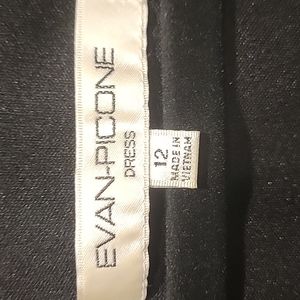 EVAN-PICONE
DRESS
12
MADE IN
VIETNAM